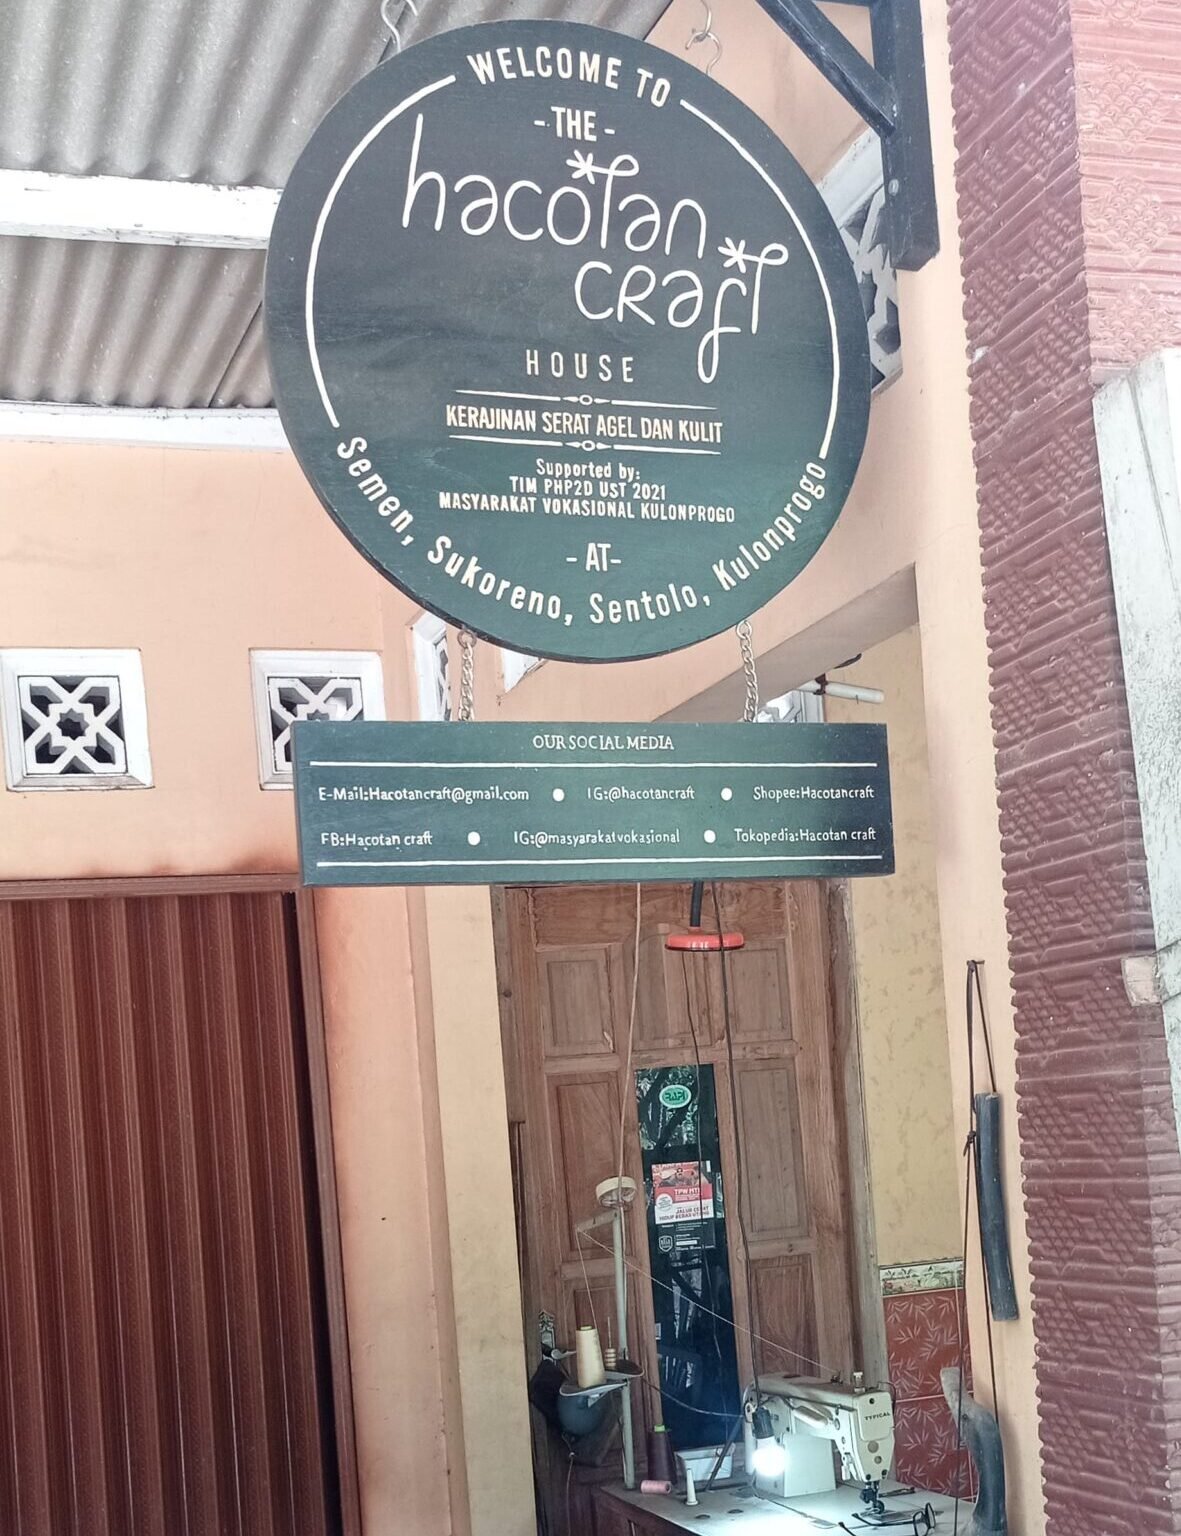 WELCOME TO
-THE-
hacotan
craft
HOUSE
KERAJINAN SERAT AGEL DAN KULIT
Supported by:
TIM PHP2D UST 2021
MASYARAKAT VOKASIONAL KULONPROGO
-AT-
Semen, Sukoreno, Sentolo, Kulonprogo
OUR SOCIAL MEDIA
E-Mail:Hacotancraft@gmail.com ● IG:@hacotancraft ● Shopee:Hacotancraft
FB:Hacotan craft ● IG:@masyarakatvokasional ● Tokopedia:Hacotan craft
RAPI
TYPICAL